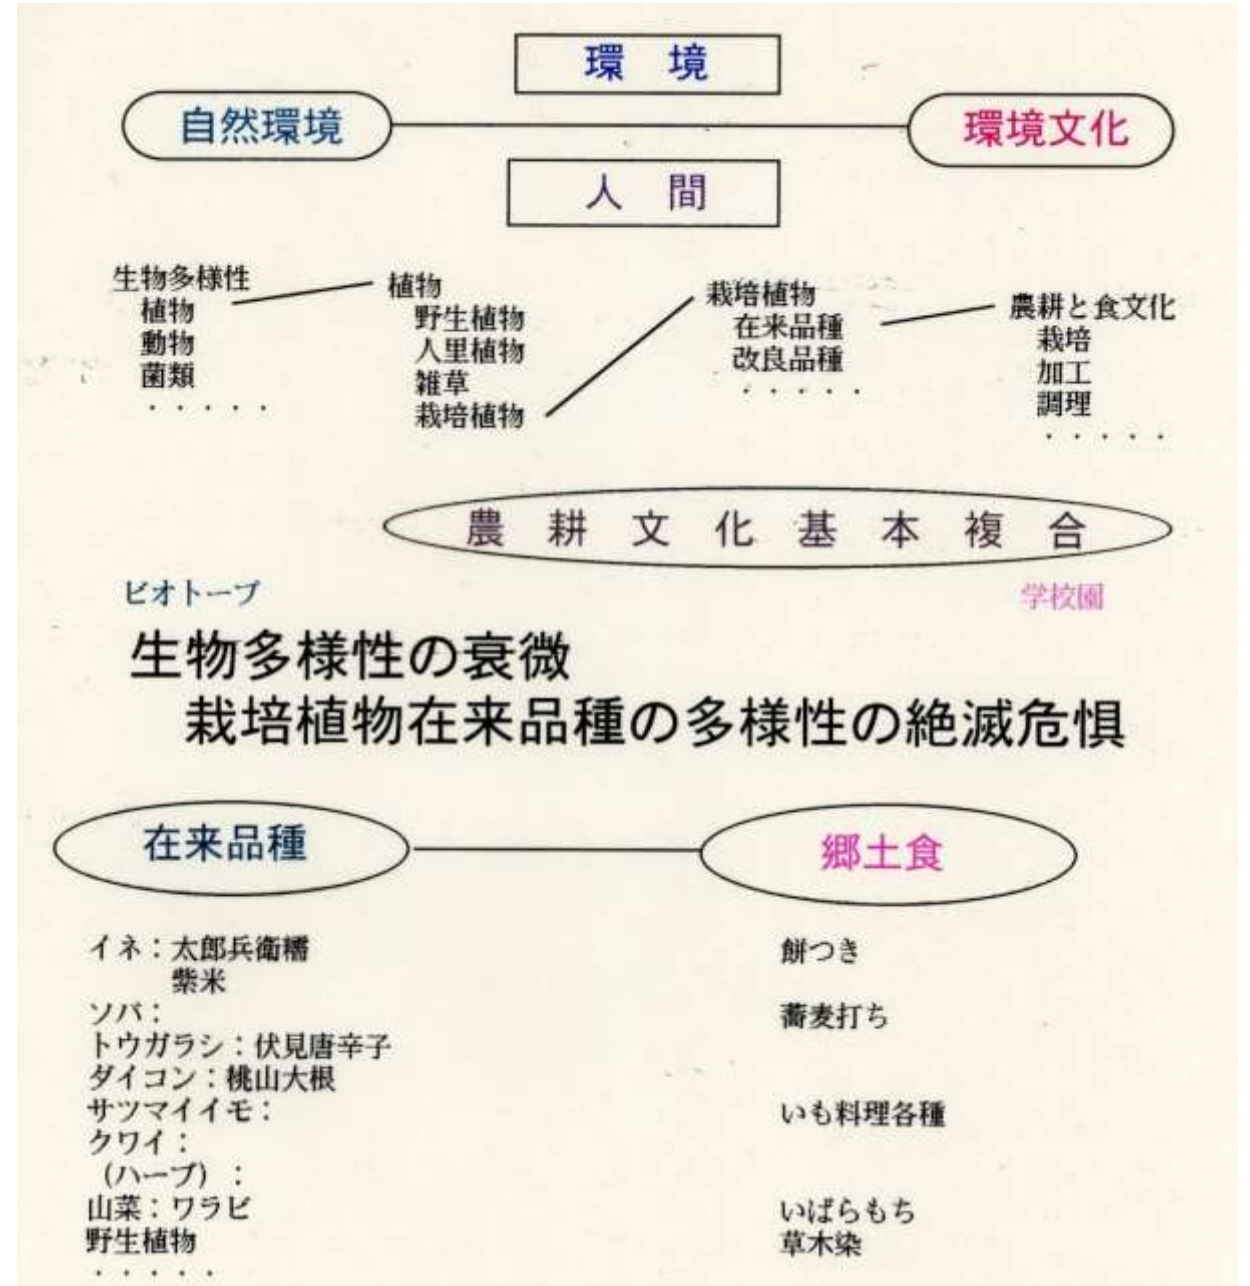 環 境
自然環境
環境文化
人 間
生物多様性
植物
動物
菌類
・・・・・
植物
野生植物
人里植物
雑草
栽培植物
栽培植物
在来品種
改良品種
・・・・・
農耕と食文化
栽培
加工
調理
・・・・・
農 耕 文 化 基 本 複 合
ビオトープ
学校園
生物多様性の衰微
栽培植物在来品種の多様性の絶滅危惧
在来品種
郷土食
イネ：太郎兵衛糯
餅つき
紫米
ソバ：
蕎麦打ち
トウガラシ：伏見唐辛子
ダイコン：桃山大根
サツマイイモ：
いも料理各種
クワイ：
（ハーブ）：
山菜：ワラビ
いばらもち
野生植物
草木染
・・・・・